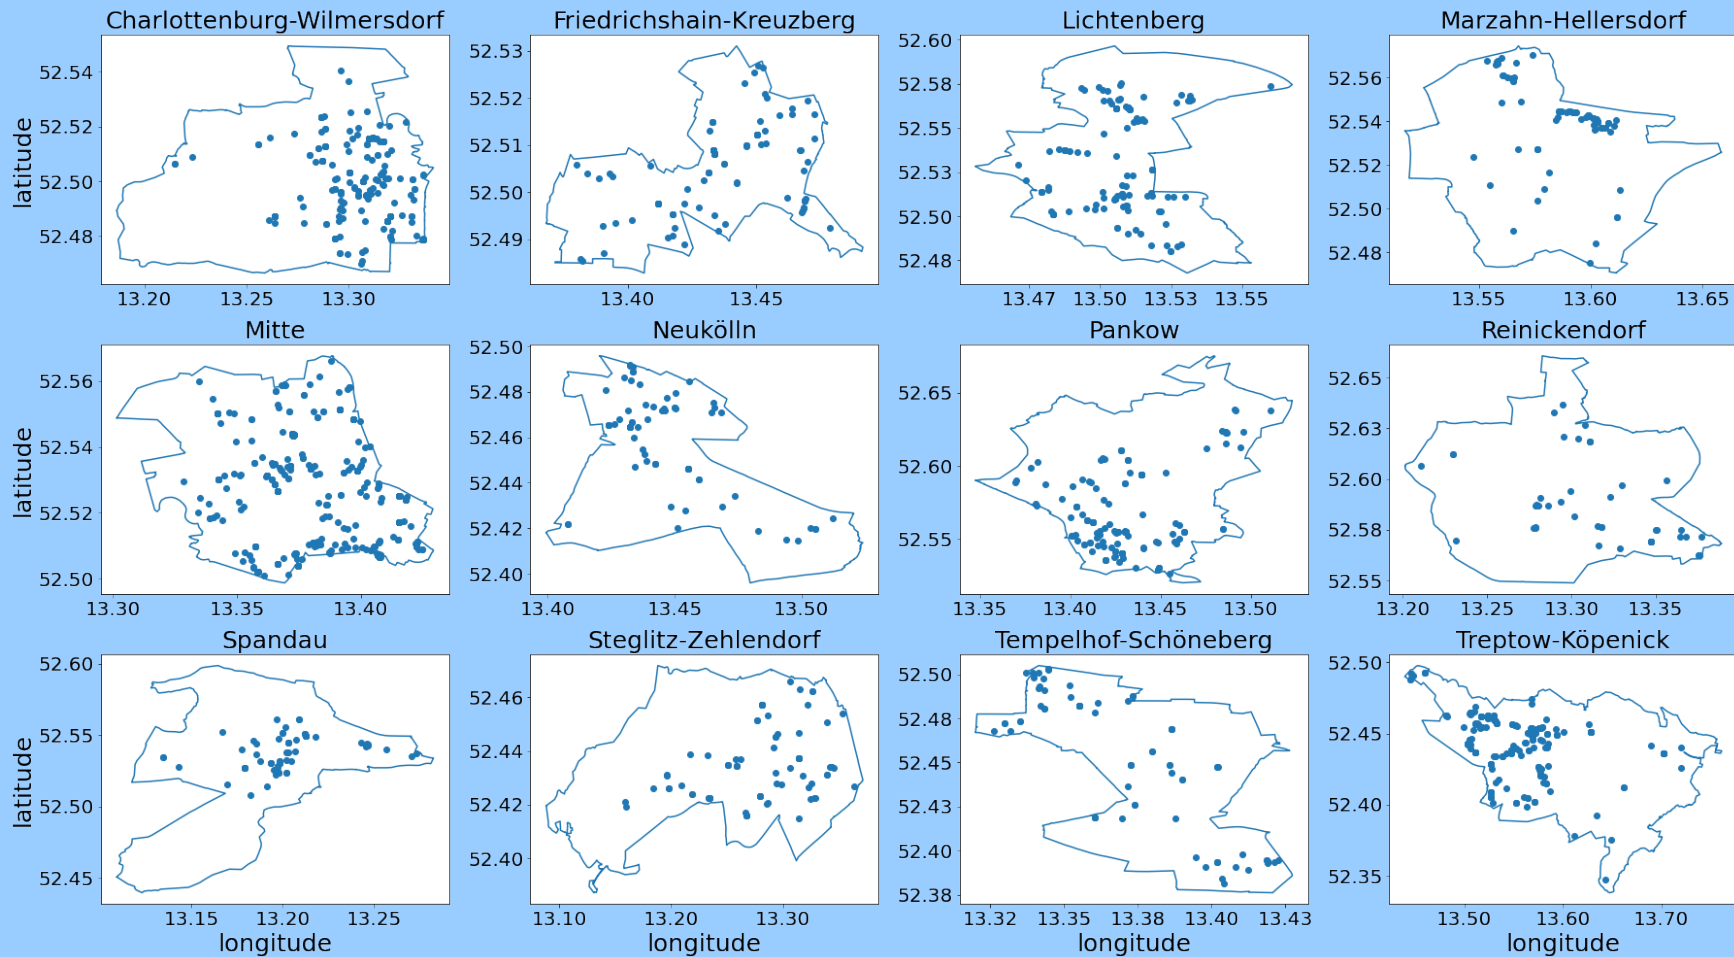 Charlottenburg-Wilmersdorf Friedrichshain-Kreuzberg Lichtenberg Marzahn-Hellersdorf
latitude
52.54
52.52
52.50
52.48
13.20 13.25 13.30
52.53
52.52
52.51
52.50
52.49
13.40 13.45
52.60
52.58
52.55
52.53
52.50
52.48
13.47 13.50 13.53 13.55
52.56
52.54
52.52
52.50
52.48
13.55 13.60 13.65
Mitte Neukölln Pankow Reinickendorf
latitude
52.56
52.54
52.52
52.50
13.30 13.35 13.40
52.50
52.48
52.46
52.44
52.42
52.40
13.40 13.45 13.50
52.65
52.60
52.55
13.35 13.40 13.45 13.50
52.65
52.63
52.60
52.58
52.55
13.20 13.25 13.30 13.35
Spandau Steglitz-Zehlendorf Tempelhof-Schöneberg Treptow-Köpenick
latitude
52.60
52.55
52.50
52.45
13.15 13.20 13.25
longitude
52.46
52.44
52.42
52.40
13.10 13.20 13.30
longitude
52.50
52.48
52.45
52.43
52.40
52.38
13.32 13.35 13.38 13.40 13.43
longitude
52.50
52.45
52.40
52.35
13.50 13.60 13.70
longitude